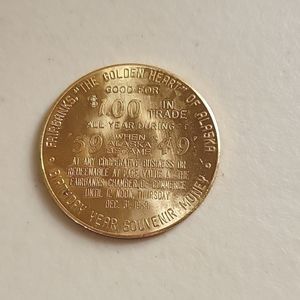 FAIRBANKS, "THE GOLDEN HEART" OF ALASKA
GOOD FOR
$1.00 IN TRADE
ALL YEAR DURING
'59 WHEN ALASKA BECAME 49
AT ANY COOPERATING BUSINESS OR
REDEEMABLE AT FACE VALUE AT THE
FAIRBANKS CHAMBER OF COMMERCE
UNTIL 12 NOON, THURSDAY
DEC. 31, 1959
YEAR SOUVENIR MONEY